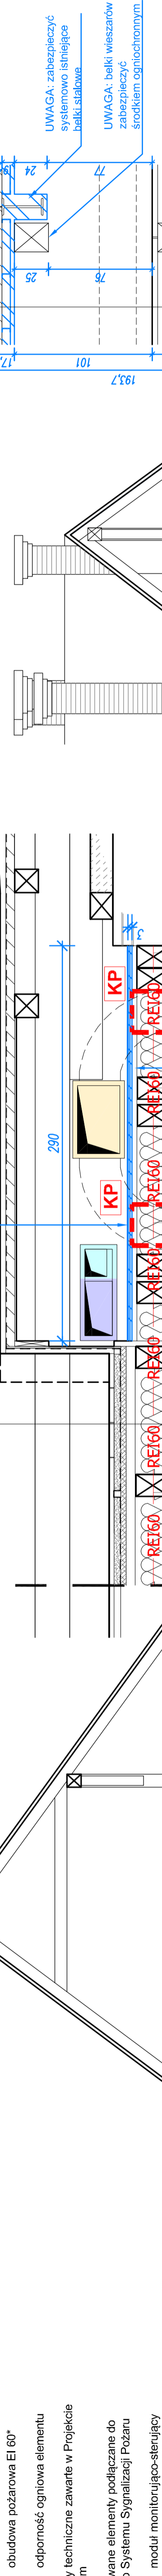 UWAGA: zabezpieczyć
systemowo istniejące
belki stalowe
UWAGA: belki wieszarów
zabezpieczyć
środkiem ogniochronnym
24
25
77
76
101
193,7
3
290
KP
KP
REI60
REI60
REI60
REI60
REI60
REI60
obudowa pożarowa EI 60*
odporność ogniowa elementu
y techniczne zawarte w Projekcie
m
wane elementy podłączane do
o Systemu Sygnalizacji Pożaru
moduł monitorująco-sterujący